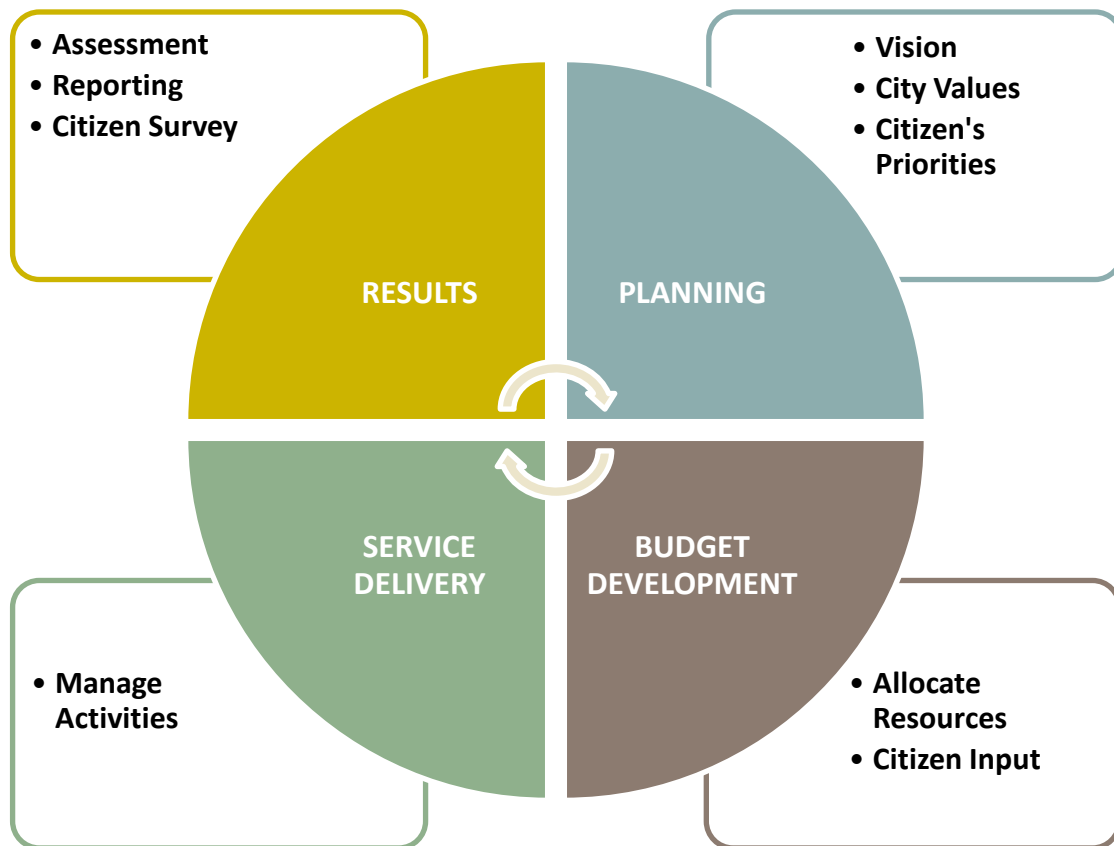 • Assessment
• Reporting
• Citizen Survey
• Vision
• City Values
• Citizen's
Priorities
RESULTS
PLANNING
SERVICE
DELIVERY
BUDGET
DEVELOPMENT
• Manage
Activities
• Allocate
Resources
• Citizen Input